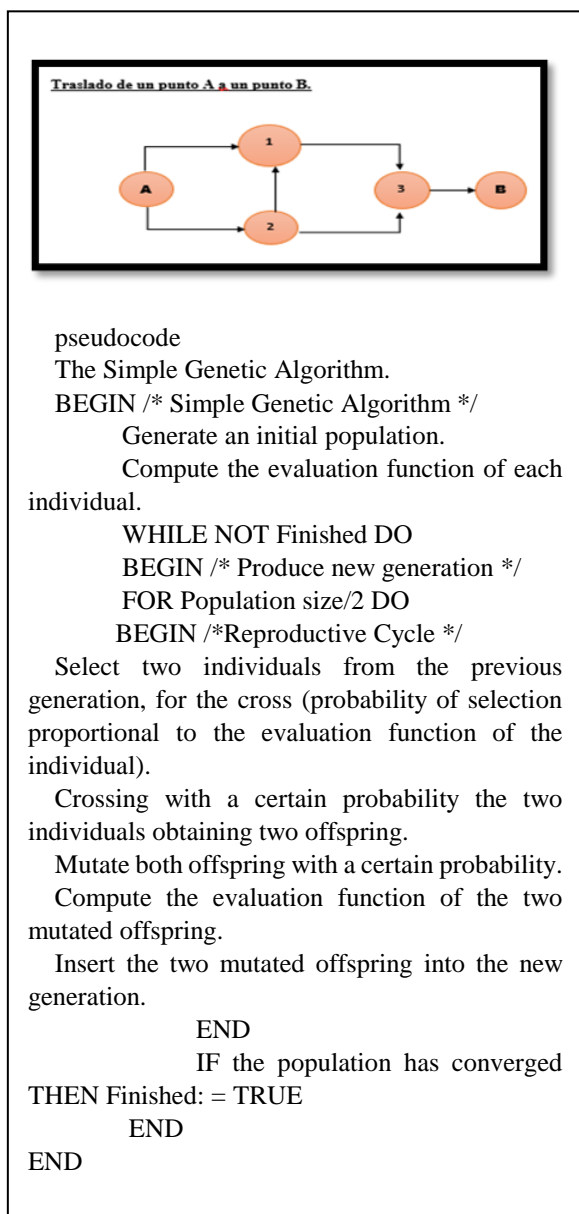 Traslado de un punto A a un punto B.
1
A
3
B
2
pseudocode
The Simple Genetic Algorithm.
BEGIN /* Simple Genetic Algorithm */
Generate an initial population.
Compute the evaluation function of each
individual.
WHILE NOT Finished DO
BEGIN /* Produce new generation */
FOR Population size/2 DO
BEGIN /*Reproductive Cycle */
Select two individuals from the previous
generation, for the cross (probability of selection
proportional to the evaluation function of the
individual).
Crossing with a certain probability the two
individuals obtaining two offspring.
Mutate both offspring with a certain probability.
Compute the evaluation function of the two
mutated offspring.
Insert the two mutated offspring into the new
generation.
END
IF the population has converged
THEN Finished: = TRUE
END
END